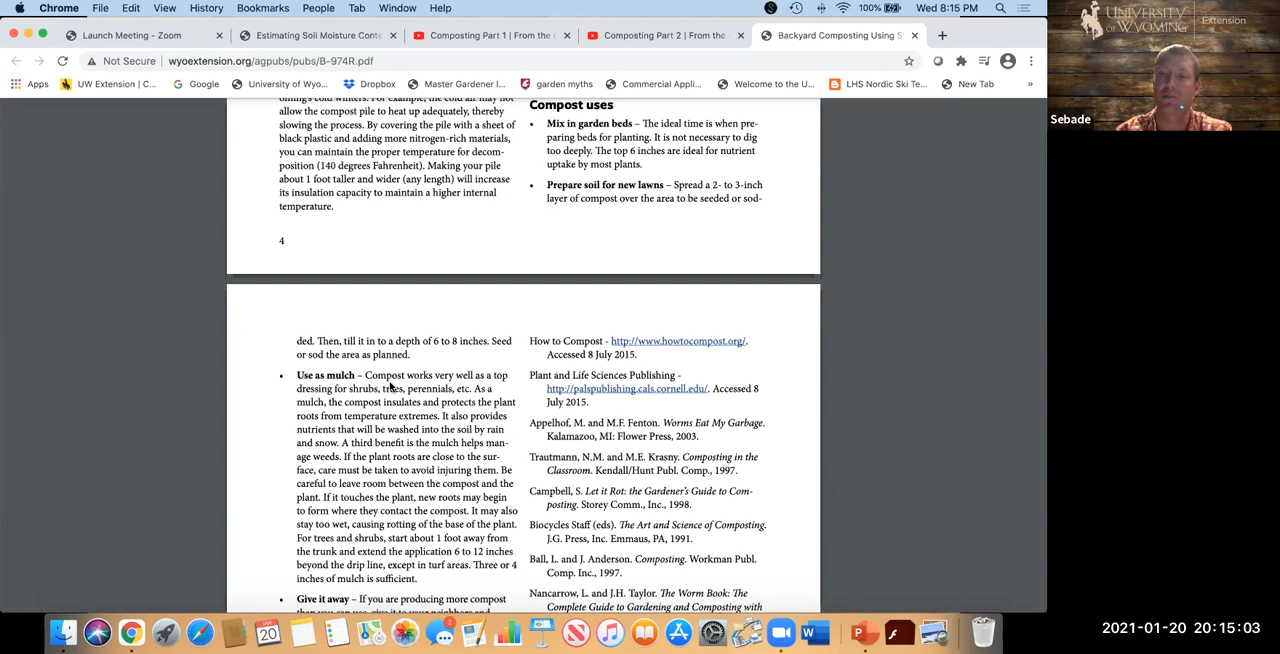 Chrome File Edit View History Bookmarks People Tab Window Help 100% Wed 8:15 PM
Launch Meeting - Zoom Estimating Soil Moisture Conte Composting Part 1 | From the G Composting Part 2 | From the Backyard Composting Using S
Not Secure | wyoextension.org/agpubs/pubs/B-974R.pdf
Apps UW Extension | C... Google University of Wyo... Dropbox Master Gardener I... garden myths Commercial Appli... Welcome to the U... LHS Nordic Ski Te... New Tab »
UNIVERSITY OF WYOMING Extension
Sebade
oming's cold winters. For example, the cold air may not
allow the compost pile to heat up adequately, thereby
slowing the process. By covering the pile with a sheet of
black plastic and adding more nitrogen-rich materials,
you can maintain the proper temperature for decom-
position (140 degrees Fahrenheit). Making your pile
about 1 foot taller and wider (any length) will increase
its insulation capacity to maintain a higher internal
temperature.
4
Compost uses
• Mix in garden beds – The ideal time is when pre-
paring beds for planting. It is not necessary to dig
too deeply. The top 6 inches are ideal for nutrient
uptake by most plants.
• Prepare soil for new lawns – Spread a 2- to 3-inch
layer of compost over the area to be seeded or sod-
ded. Then, till it in to a depth of 6 to 8 inches. Seed
or sod the area as planned.
• Use as mulch – Compost works very well as a top
dressing for shrubs, trees, perennials, etc. As a
mulch, the compost insulates and protects the plant
roots from temperature extremes. It also provides
nutrients that will be washed into the soil by rain
and snow. A third benefit is the mulch helps man-
age weeds. If the plant roots are close to the sur-
face, care must be taken to avoid injuring them. Be
careful to leave room between the compost and the
plant. If it touches the plant, new roots may begin
to form where they contact the compost. It may also
stay too wet, causing rotting of the base of the plant.
For trees and shrubs, start about 1 foot away from
the trunk and extend the application 6 to 12 inches
beyond the drip line, except in turf areas. Three or 4
inches of mulch is sufficient.
• Give it away – If you are producing more compost
than you can use, give it to your neighbors and
How to Compost - http://www.howtocompost.org/.
Accessed 8 July 2015.
Plant and Life Sciences Publishing -
http://palspublishing.cals.cornell.edu/. Accessed 8
July 2015.
Appelhof, M. and M.F. Fenton. Worms Eat My Garbage.
Kalamazoo, MI: Flower Press, 2003.
Trautmann, N.M. and M.E. Krasny. Composting in the
Classroom. Kendall/Hunt Publ. Comp., 1997.
Campbell, S. Let it Rot: the Gardener's Guide to Com-
posting. Storey Comm., Inc., 1998.
Biocycles Staff (eds). The Art and Science of Composting.
J.G. Press, Inc. Emmaus, PA, 1991.
Ball, L. and J. Anderson. Composting. Workman Publ.
Comp. Inc., 1997.
Nancarrow, L. and J.H. Taylor. The Worm Book: The
Complete Guide to Gardening and Composting with
JAN
20
2
2021-01-20 20:15:03